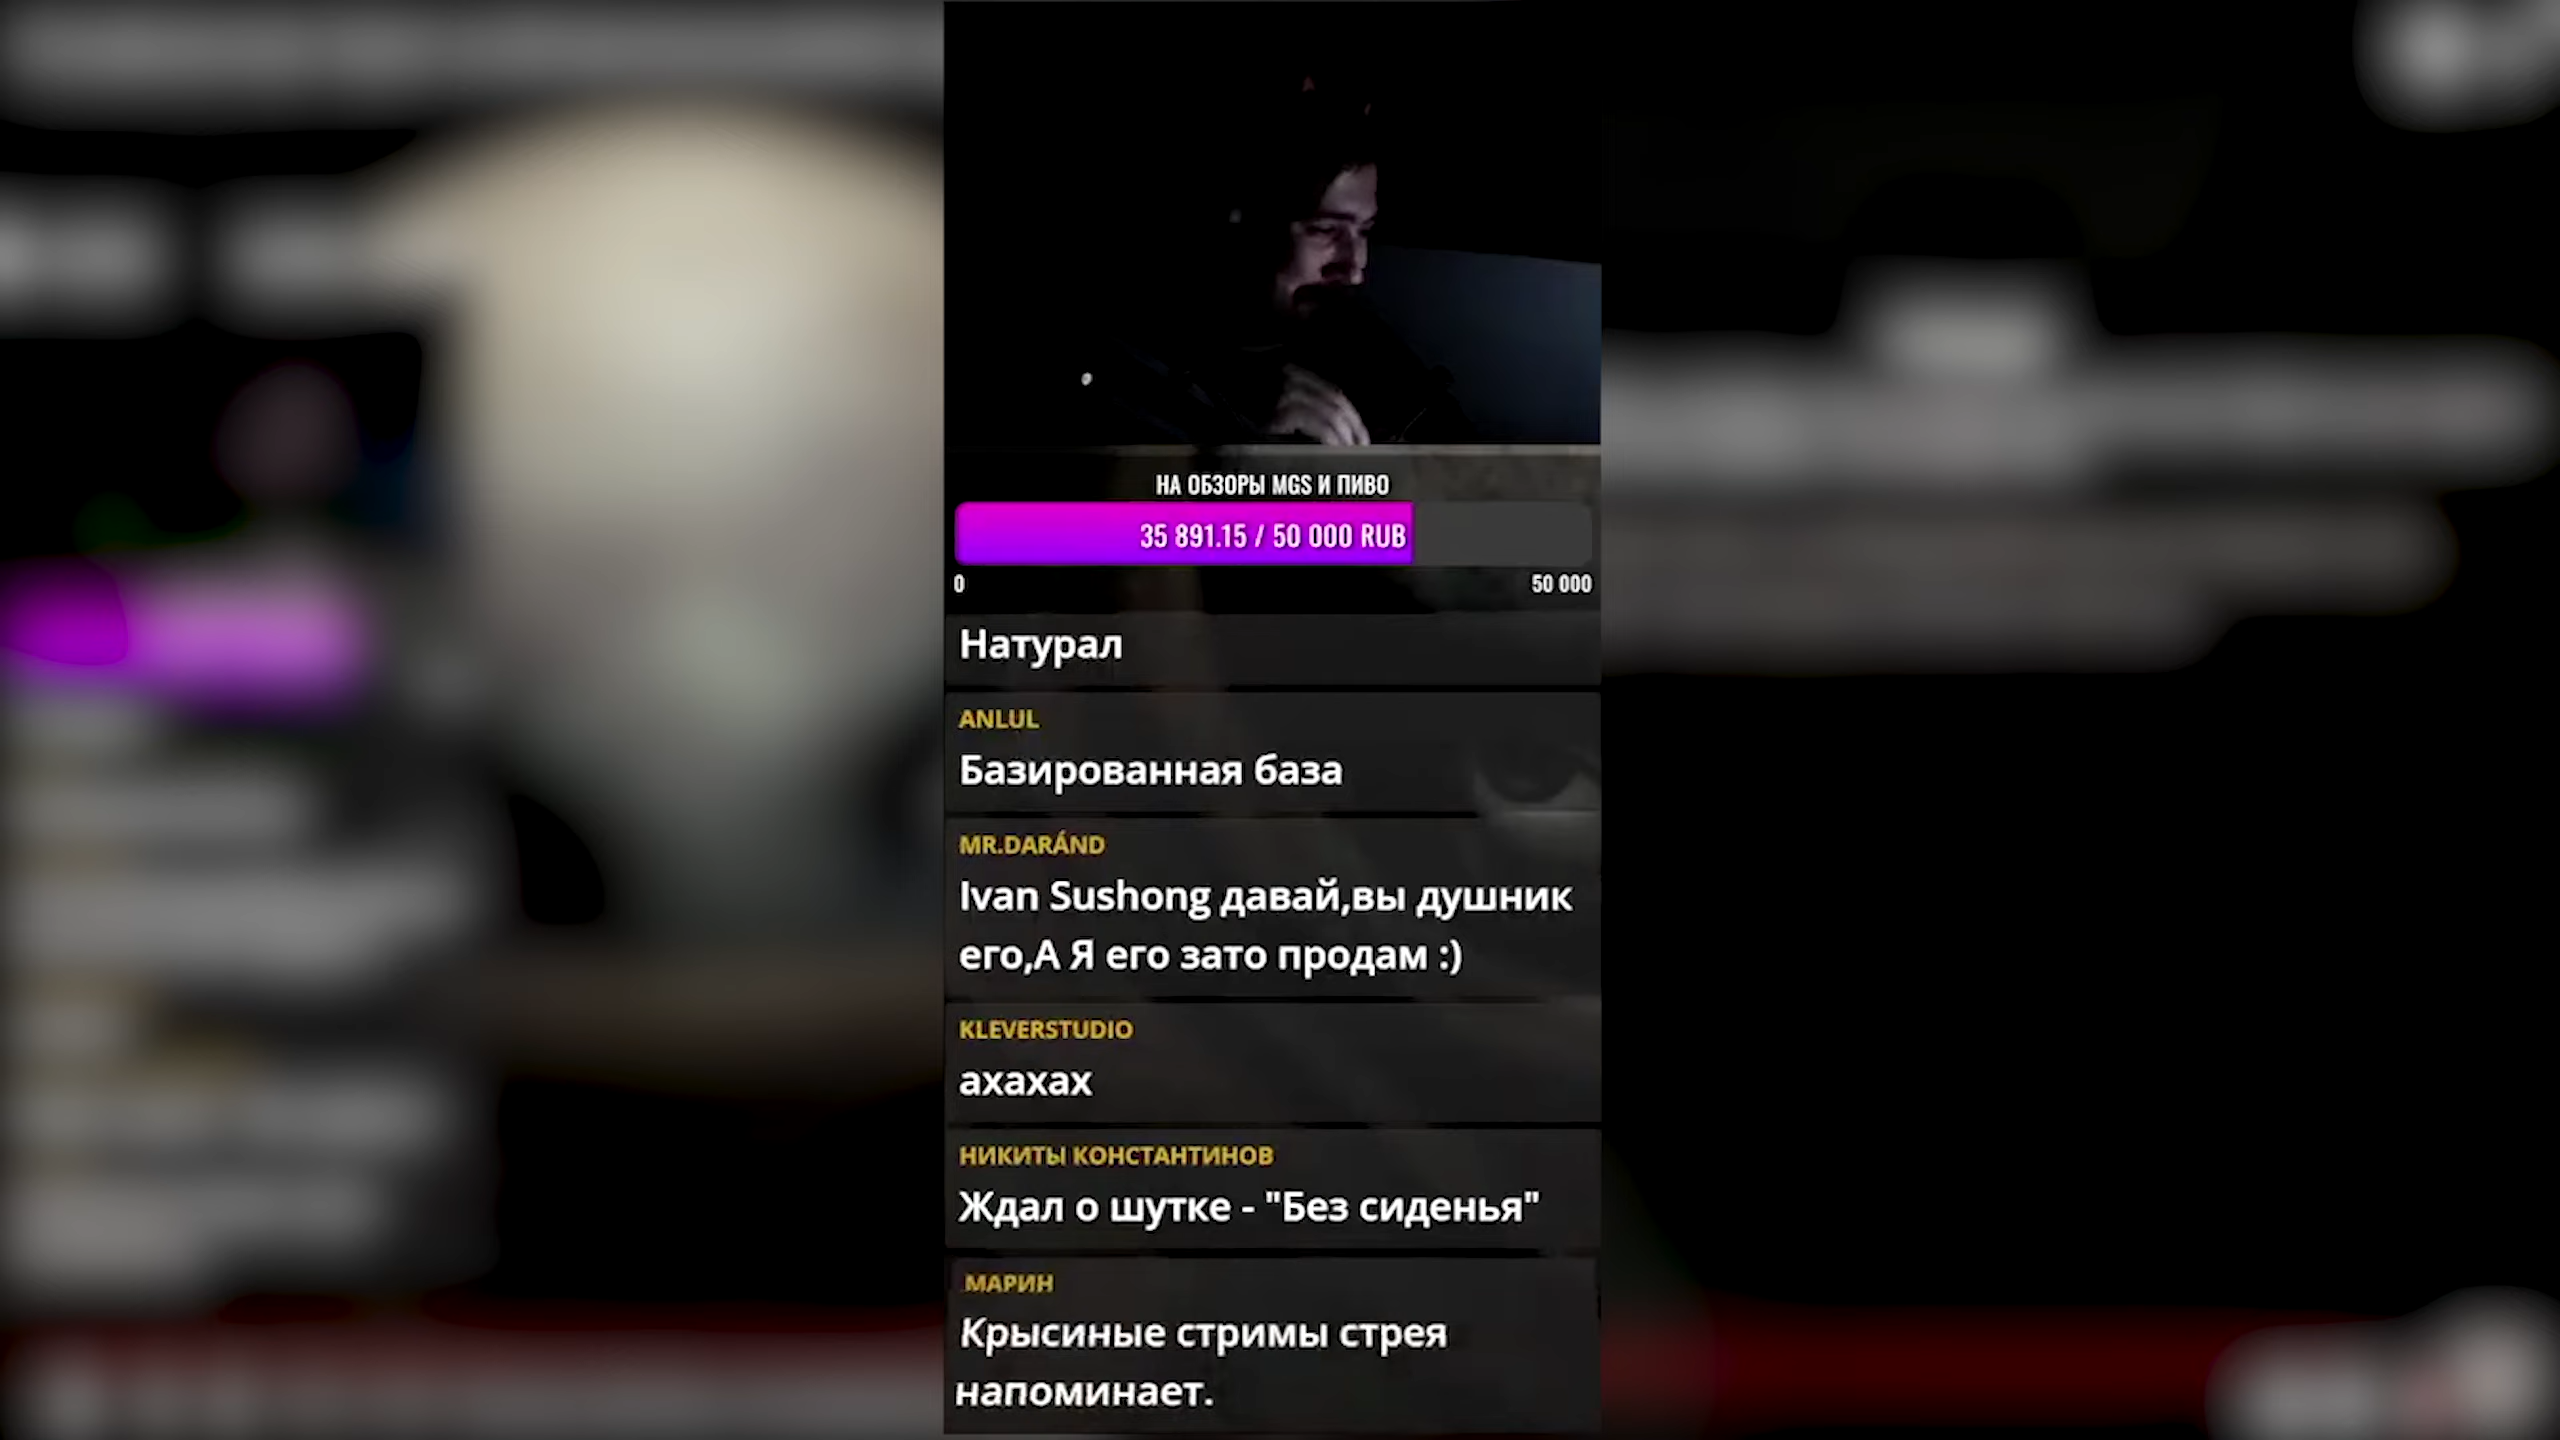 НА ОБЗОРЫ MGS И ПИВО
35 891.15 / 50 000 RUB
0
50 000
Натурал
ANLUL
Базированная база
MR.DARÁND
Ivan Sushong давай,вы душник
его,А Я его зато продам :)
KLEVERSTUDIO
ахахах
НИКИТЫ КОНСТАНТИНОВ
Ждал о шутке - "Без сиденья"
МАРИН
Крысиные стримы стрея
напоминает.